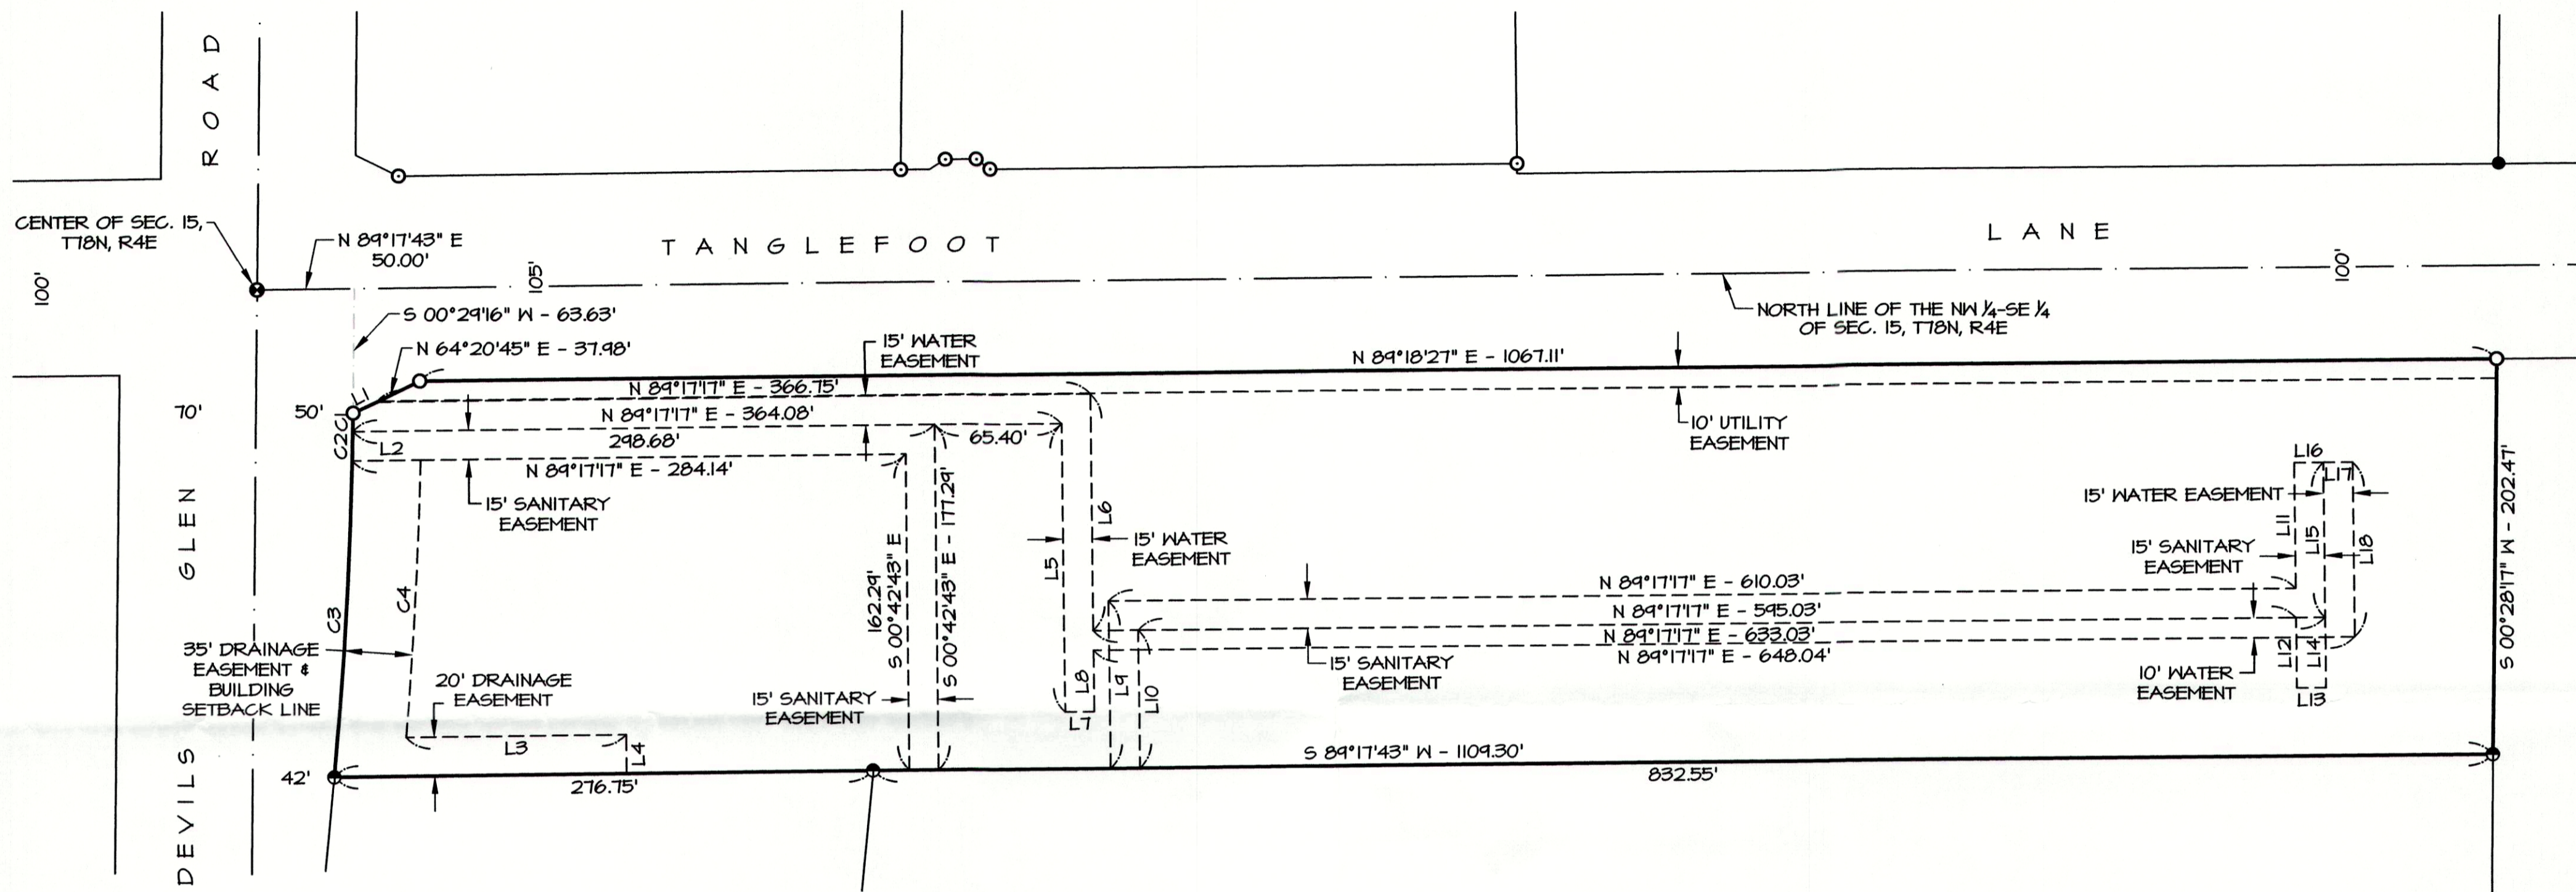 ROAD
CENTER OF SEC. 15,
T78N, R4E
N 89°17'43" E
50.00'
100'
105'
TANGLEFOOT
LANE
100'
S 00°29'16" W - 63.63'
N 64°20'45" E - 37.98'
15' WATER
EASEMENT
NORTH LINE OF THE NW 1/4-SE 1/4
OF SEC. 15, T78N, R4E
N 89°18'27" E - 1067.11'
L1
N 89°17'17" E - 366.75'
70'
50'
N 89°17'17" E - 364.08'
298.68'
65.40'
10' UTILITY
EASEMENT
L2
N 89°17'17" E - 284.14'
15' SANITARY
EASEMENT
162.29'
S 00°42'43" E
S 00°42'43" E - 177.29'
L5
L6
15' WATER
EASEMENT
L16
L17
15' WATER EASEMENT
L11
L15
L18
15' SANITARY
EASEMENT
S 00°28'17" W - 202.47'
GLEN
C3
C4
N 89°17'17" E - 610.03'
N 89°17'17" E - 595.03'
N 89°17'17" E - 633.03'
N 89°17'17" E - 648.04'
35' DRAINAGE
EASEMENT &
BUILDING
SETBACK LINE
20' DRAINAGE
EASEMENT
15' SANITARY
EASEMENT
L8
L7
L9
L10
15' SANITARY
EASEMENT
10' WATER
EASEMENT
L12
L14
L13
L3
L4
DEVILS
42'
276.75'
S 89°17'43" W - 1109.30'
832.55'